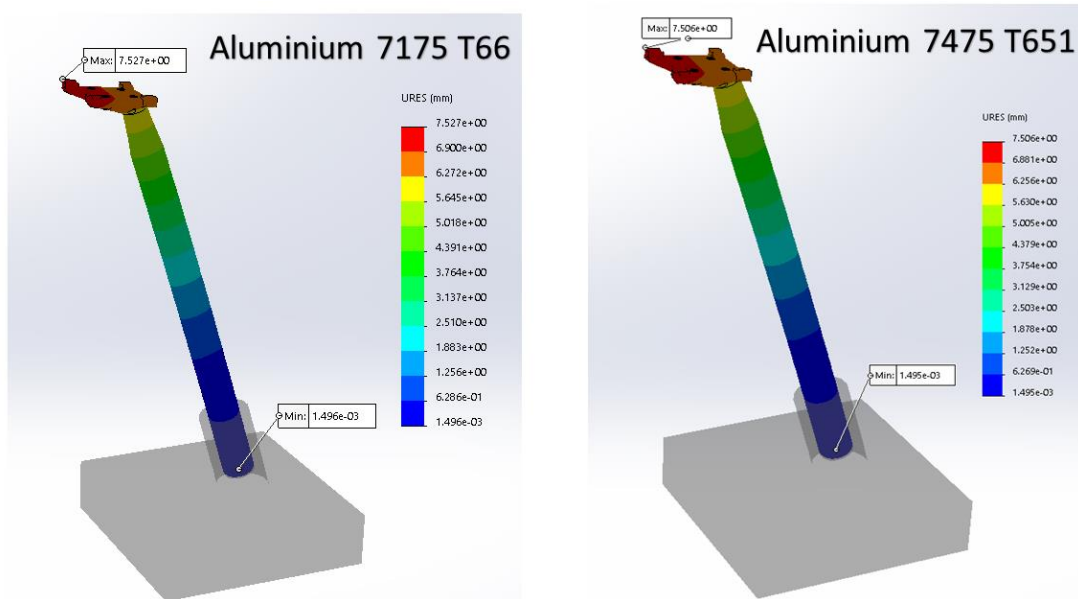 Aluminium 7175 T66
Max: 7.527e+00
URES (mm)
7.527e+00
6.900e+00
6.272e+00
5.645e+00
5.018e+00
4.391e+00
3.764e+00
3.137e+00
2.510e+00
1.883e+00
1.256e+00
6.286e-01
1.496e-03
Min: 1.496e-03
Aluminium 7475 T651
Max: 7.506e+00
URES (mm)
7.506e+00
6.881e+00
6.256e+00
5.630e+00
5.005e+00
4.379e+00
3.754e+00
3.129e+00
2.503e+00
1.878e+00
1.252e+00
6.269e-01
1.495e-03
Min: 1.495e-03